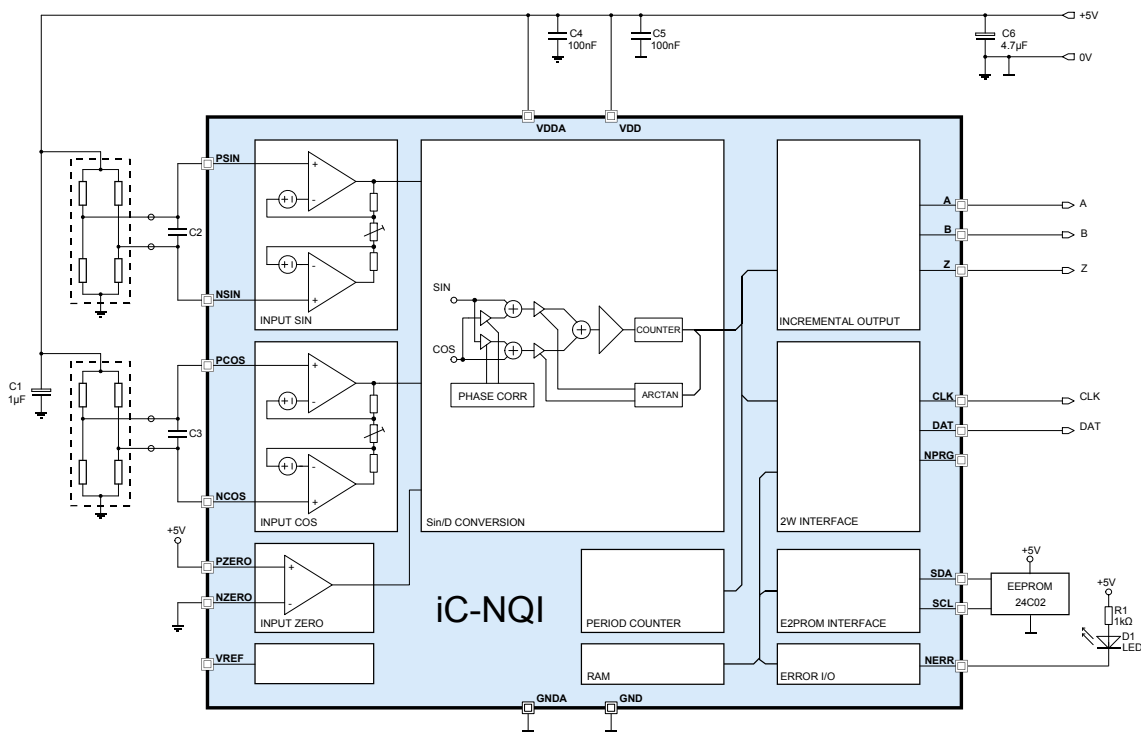 +5V
C4
100nF
C5
100nF
C6
4.7µF
0V
VDDA
VDD
PSIN
+
-
+
-
C2
-
+
NSIN
INPUT SIN
A
A
B
B
Z
Z
SIN
COS
COUNTER
PHASE CORR
ARCTAN
INCREMENTAL OUTPUT
PCOS
C1
1µF
C3
NCOS
INPUT COS
Sin/D CONVERSION
CLK
CLK
DAT
DAT
NPRG
2W INTERFACE
+5V
PZERO
+
NZERO
-
INPUT ZERO
iC-NQI
PERIOD COUNTER
SDA
SCL
E2PROM INTERFACE
+5V
EEPROM
24C02
+5V
R1
1kΩ
D1
LED
VREF
RAM
ERROR I/O
NERR
GNDA
GND